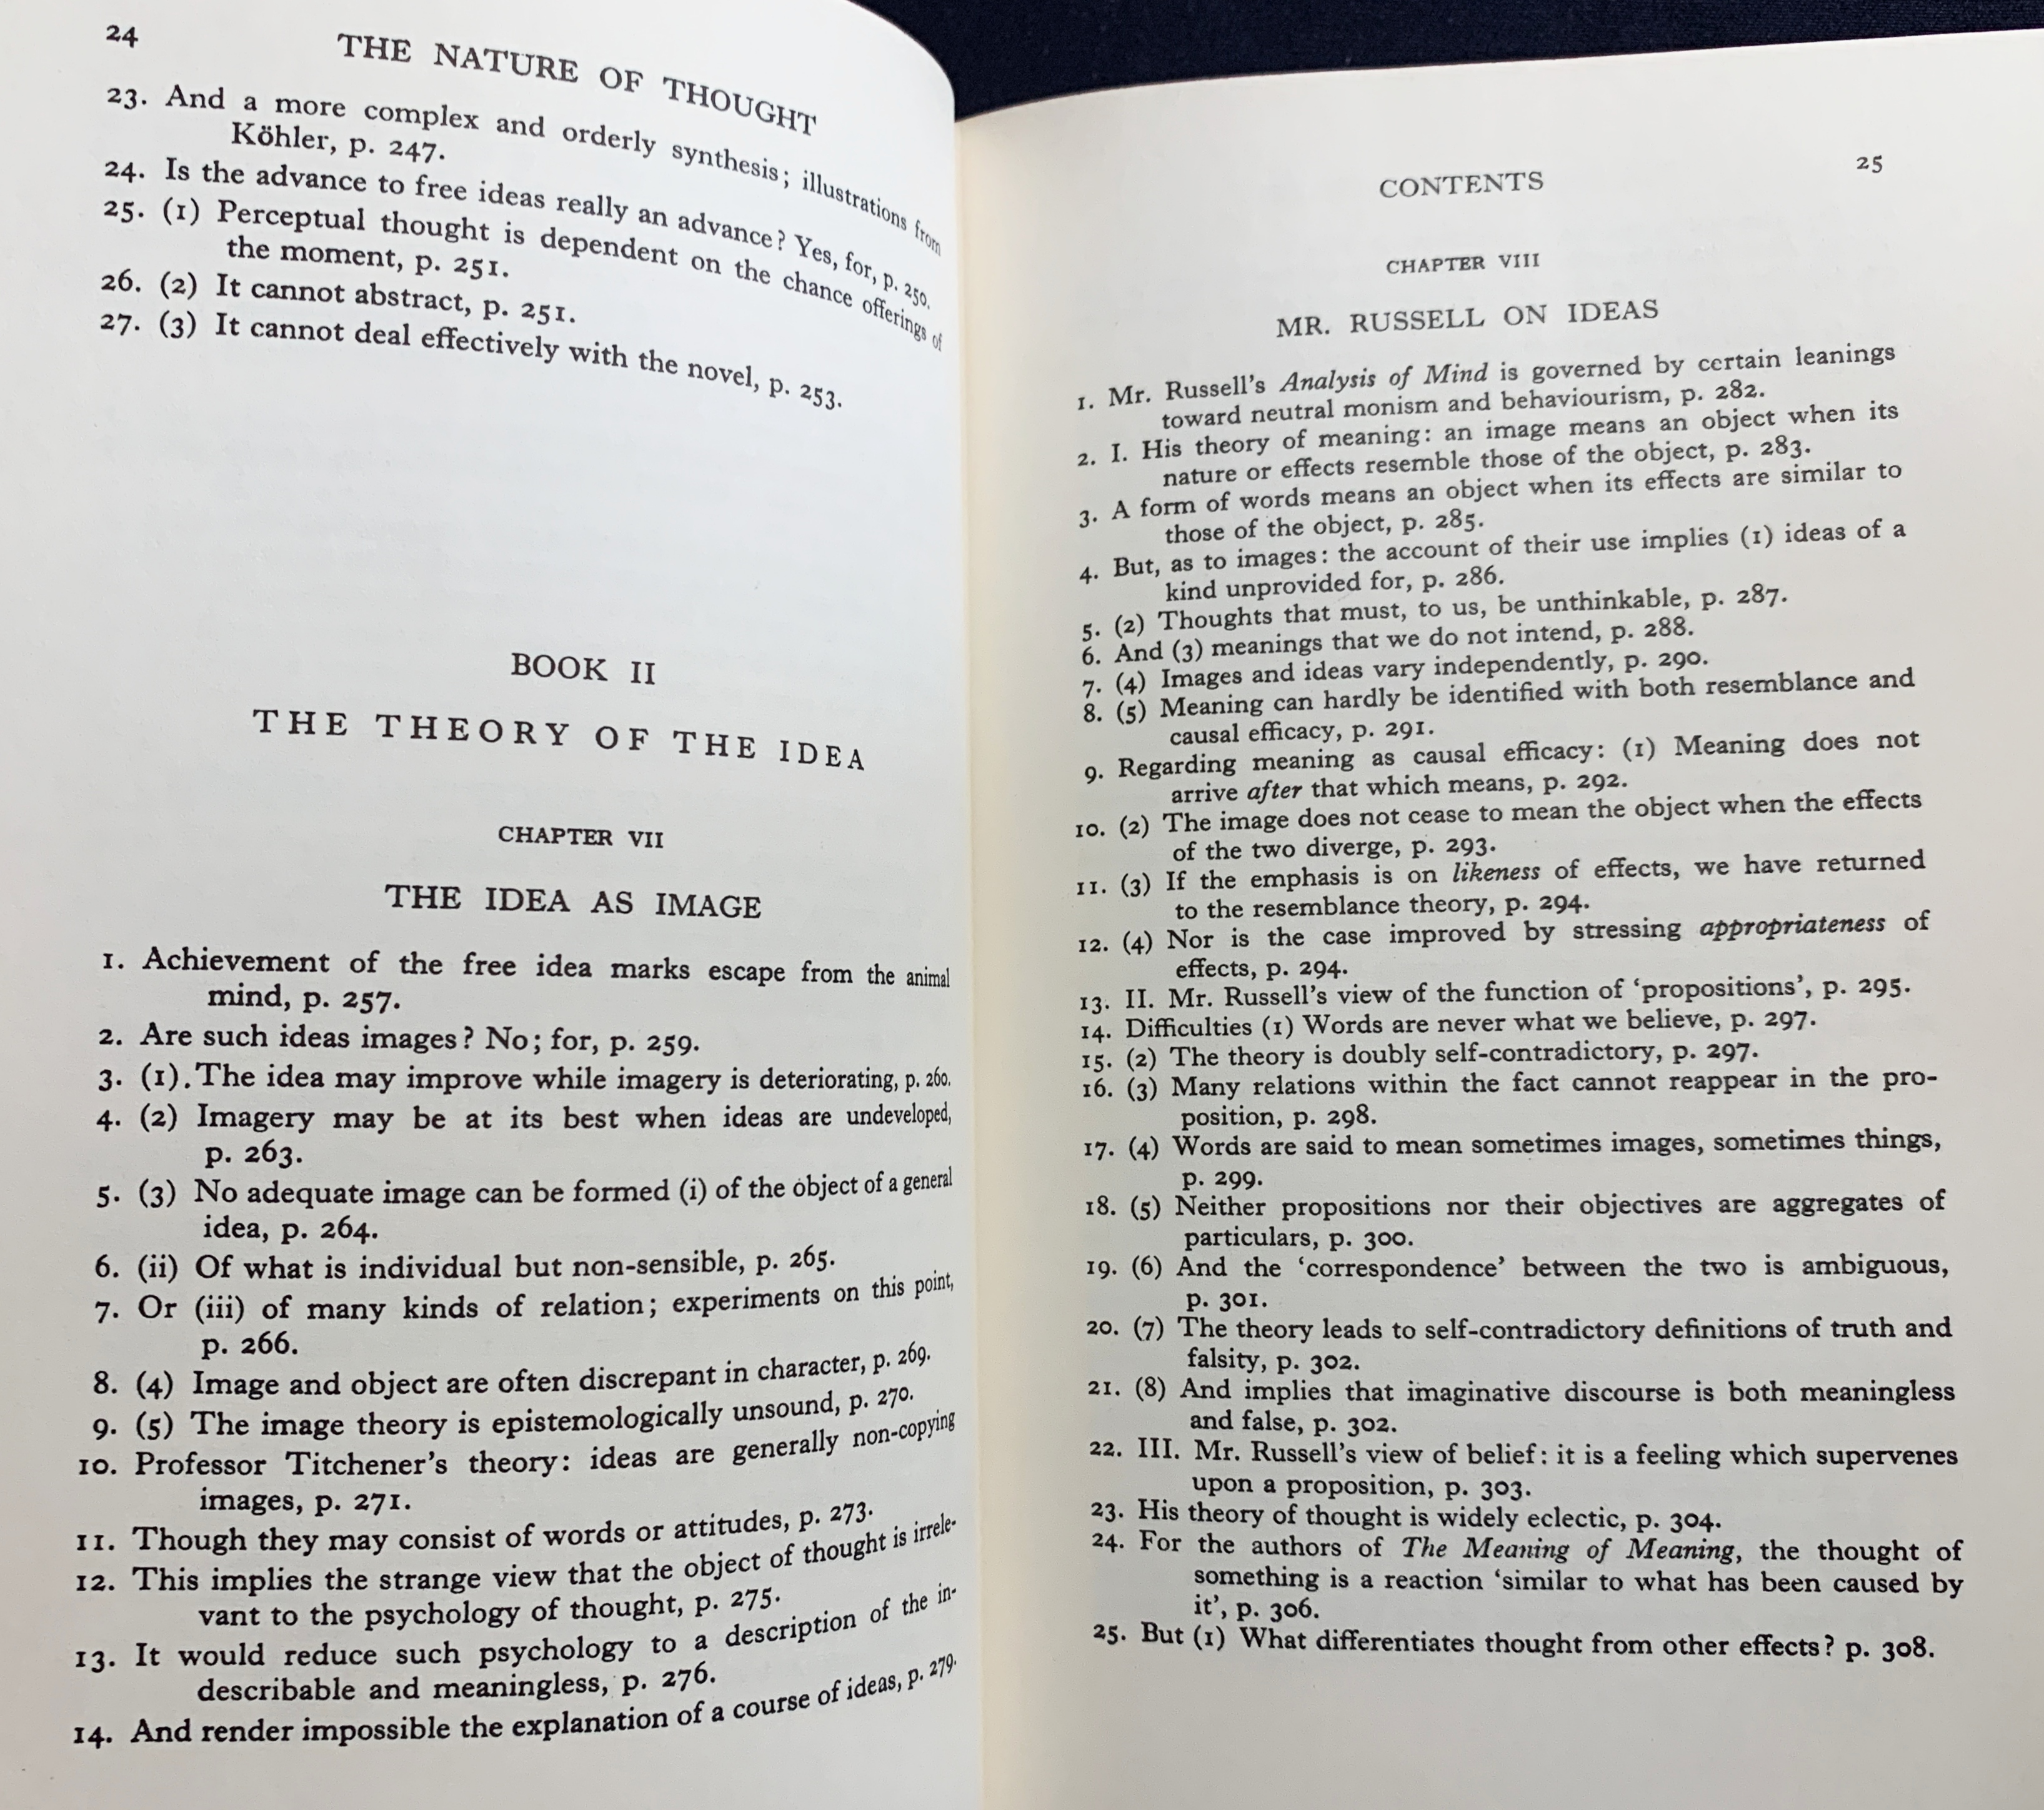 24
THE NATURE OF THOUGHT
23. And a more complex and orderly synthesis; illustrations from
Köhler, p. 247.
24. Is the advance to free ideas really an advance? Yes, for, p. 250.
25. (1) Perceptual thought is dependent on the chance offerings of
the moment, p. 251.
26. (2) It cannot abstract, p. 251.
27. (3) It cannot deal effectively with the novel, p. 253.
BOOK II
THE THEORY OF THE IDEA
CHAPTER VII
THE IDEA AS IMAGE
1. Achievement of the free idea marks escape from the animal
mind, p. 257.
2. Are such ideas images? No; for, p. 259.
3. (1). The idea may improve while imagery is deteriorating, p. 260.
4. (2) Imagery may be at its best when ideas are undeveloped,
p. 263.
5. (3) No adequate image can be formed (i) of the object of a general
idea, p. 264.
6. (ii) Of what is individual but non-sensible, p. 265.
7. Or (iii) of many kinds of relation; experiments on this point,
p. 266.
8. (4) Image and object are often discrepant in character, p. 269.
9. (5) The image theory is epistemologically unsound, p. 270.
10. Professor Titchener's theory: ideas are generally non-copying
images, p. 271.
11. Though they may consist of words or attitudes, p. 273.
12. This implies the strange view that the object of thought is irrele-
vant to the psychology of thought, p. 275.
13. It would reduce such psychology to a description of the in-
describable and meaningless, p. 276.
14. And render impossible the explanation of a course of ideas, p. 279.
25
CONTENTS
CHAPTER VIII
MR. RUSSELL ON IDEAS
1. Mr. Russell's Analysis of Mind is governed by certain leanings
toward neutral monism and behaviourism, p. 282.
2. I. His theory of meaning: an image means an object when its
nature or effects resemble those of the object, p. 283.
3. A form of words means an object when its effects are similar to
those of the object, p. 285.
4. But, as to images: the account of their use implies (1) ideas of a
kind unprovided for, p. 286.
5. (2) Thoughts that must, to us, be unthinkable, p. 287.
6. And (3) meanings that we do not intend, p. 288.
7. (4) Images and ideas vary independently, p. 290.
8. (5) Meaning can hardly be identified with both resemblance and
causal efficacy, p. 291.
9. Regarding meaning as causal efficacy: (1) Meaning does not
arrive after that which means, p. 292.
10. (2) The image does not cease to mean the object when the effects
of the two diverge, p. 293.
11. (3) If the emphasis is on likeness of effects, we have returned
to the resemblance theory, p. 294.
12. (4) Nor is the case improved by stressing appropriateness of
effects, p. 294.
13. II. Mr. Russell's view of the function of ‘propositions’, p. 295.
14. Difficulties (1) Words are never what we believe, p. 297.
15. (2) The theory is doubly self-contradictory, p. 297.
16. (3) Many relations within the fact cannot reappear in the pro-
position, p. 298.
17. (4) Words are said to mean sometimes images, sometimes things,
p. 299.
18. (5) Neither propositions nor their objectives are aggregates of
particulars, p. 300.
19. (6) And the ‘correspondence’ between the two is ambiguous,
p. 301.
20. (7) The theory leads to self-contradictory definitions of truth and
falsity, p. 302.
21. (8) And implies that imaginative discourse is both meaningless
and false, p. 302.
22. III. Mr. Russell's view of belief: it is a feeling which supervenes
upon a proposition, p. 303.
23. His theory of thought is widely eclectic, p. 304.
24. For the authors of The Meaning of Meaning, the thought of
something is a reaction ‘similar to what has been caused by
it’, p. 306.
25. But (1) What differentiates thought from other effects? p. 308.